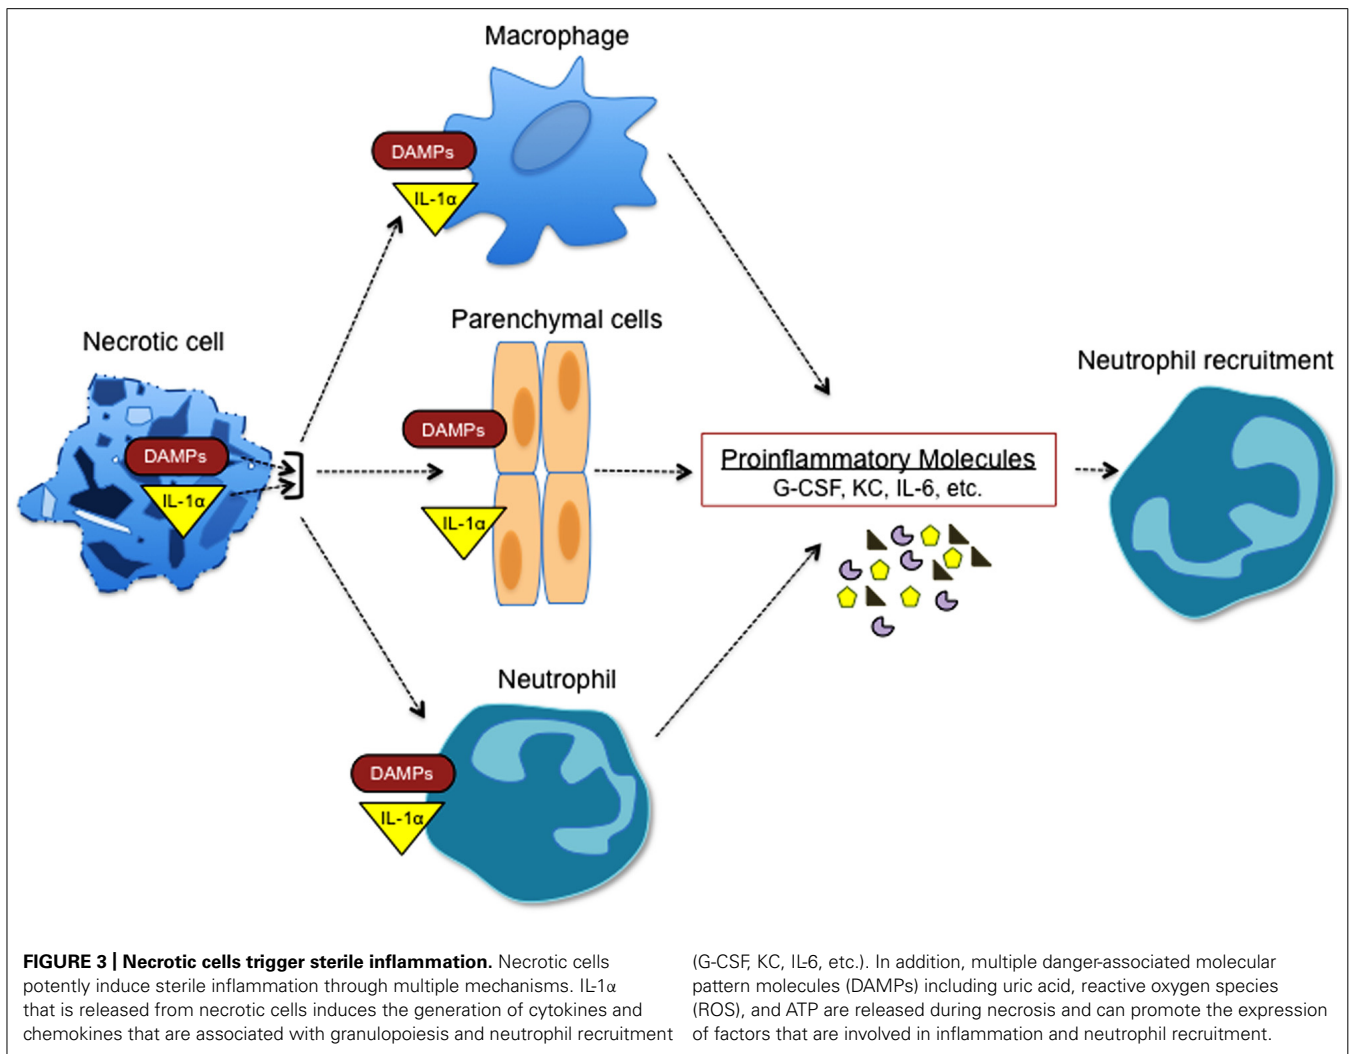 Macrophage
DAMPs
IL-1α
Parenchymal cells
Necrotic cell
DAMPs
IL-1α
DAMPs
IL-1α
Proinflammatory Molecules
G-CSF, KC, IL-6, etc.
Neutrophil recruitment
Neutrophil
DAMPs
IL-1α
FIGURE 3 | Necrotic cells trigger sterile inflammation. Necrotic cells
potently induce sterile inflammation through multiple mechanisms. IL-1α
that is released from necrotic cells induces the generation of cytokines and
chemokines that are associated with granulopoiesis and neutrophil recruitment
(G-CSF, KC, IL-6, etc.). In addition, multiple danger-associated molecular
pattern molecules (DAMPs) including uric acid, reactive oxygen species
(ROS), and ATP are released during necrosis and can promote the expression
of factors that are involved in inflammation and neutrophil recruitment.